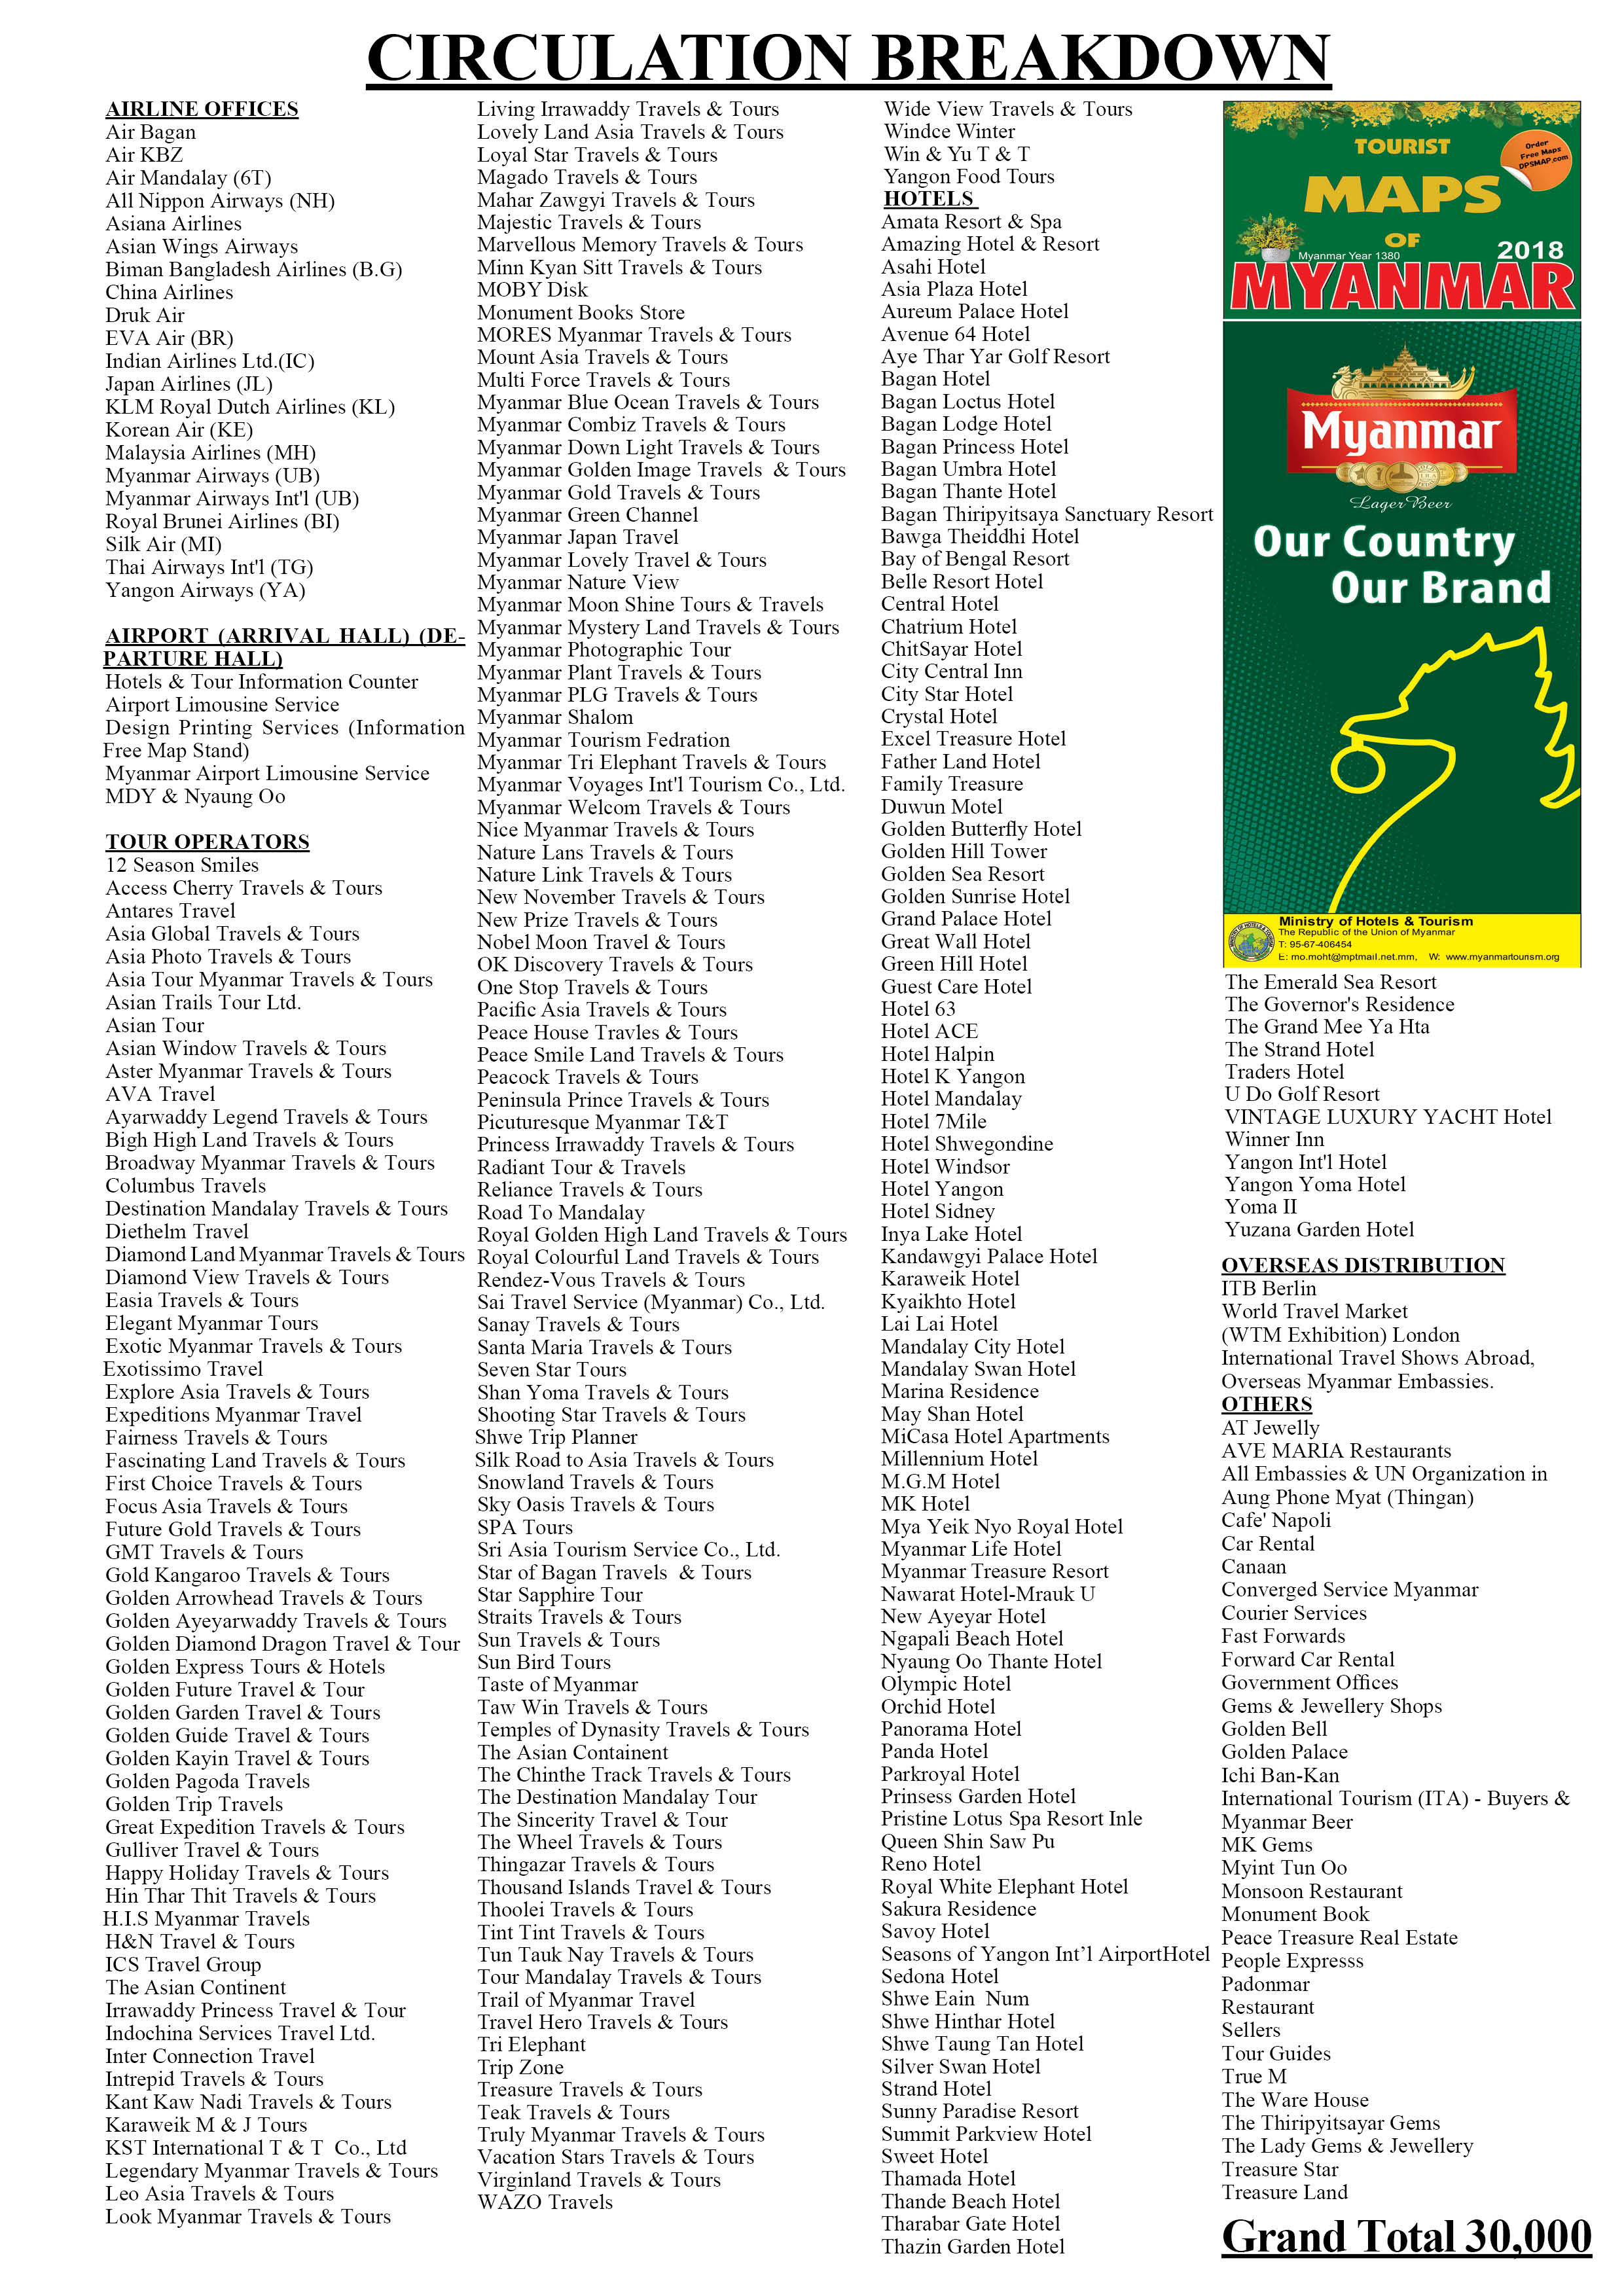 CIRCULATION BREAKDOWN
AIRLINE OFFICES
Air Bagan
Air KBZ
Air Mandalay (6T)
All Nippon Airways (NH)
Asiana Airlines
Asian Wings Airways
Biman Bangladesh Airlines (B.G)
China Airlines
Druk Air
EVA Air (BR)
Indian Airlines Ltd.(IC)
Japan Airlines (JL)
KLM Royal Dutch Airlines (KL)
Korean Air (KE)
Malaysia Airlines (MH)
Myanmar Airways (UB)
Myanmar Airways Int'l (UB)
Royal Brunei Airlines (BI)
Silk Air (MI)
Thai Airways Int'l (TG)
Yangon Airways (YA)
AIRPORT (ARRIVAL HALL) (DE-
PARTURE HALL)
Hotels & Tour Information Counter
Airport Limousine Service
Design Printing Services (Information
Free Map Stand)
Myanmar Airport Limousine Service
MDY & Nyaung Oo
TOUR OPERATORS
12 Season Smiles
Access Cherry Travels & Tours
Antares Travel
Asia Global Travels & Tours
Asia Photo Travels & Tours
Asia Tour Myanmar Travels & Tours
Asian Trails Tour Ltd.
Asian Tour
Asian Window Travels & Tours
Aster Myanmar Travels & Tours
AVA Travel
Ayarwaddy Legend Travels & Tours
Bigh High Land Travels & Tours
Broadway Myanmar Travels & Tours
Columbus Travels
Destination Mandalay Travels & Tours
Diethelm Travel
Diamond Land Myanmar Travels & Tours
Diamond View Travels & Tours
Easia Travels & Tours
Elegant Myanmar Tours
Exotic Myanmar Travels & Tours
Exotissimo Travel
Explore Asia Travels & Tours
Expeditions Myanmar Travel
Fairness Travels & Tours
Fascinating Land Travels & Tours
First Choice Travels & Tours
Focus Asia Travels & Tours
Future Gold Travels & Tours
GMT Travels & Tours
Gold Kangaroo Travels & Tours
Golden Arrowhead Travels & Tours
Golden Ayeyarwaddy Travels & Tours
Golden Diamond Dragon Travel & Tour
Golden Express Tours & Hotels
Golden Future Travel & Tour
Golden Garden Travel & Tours
Golden Guide Travel & Tours
Golden Kayin Travel & Tours
Golden Pagoda Travels
Golden Trip Travels
Great Expedition Travels & Tours
Gulliver Travel & Tours
Happy Holiday Travels & Tours
Hin Thar Thit Travels & Tours
H.I.S Myanmar Travels
H&N Travel & Tours
ICS Travel Group
The Asian Continent
Irrawaddy Princess Travel & Tour
Indochina Services Travel Ltd.
Inter Connection Travel
Intrepid Travels & Tours
Kant Kaw Nadi Travels & Tours
Karaweik M & J Tours
KST International T & T Co., Ltd
Legendary Myanmar Travels & Tours
Leo Asia Travels & Tours
Look Myanmar Travels & Tours
Living Irrawaddy Travels & Tours
Lovely Land Asia Travels & Tours
Loyal Star Travels & Tours
Magado Travels & Tours
Mahar Zawgyi Travels & Tours
Majestic Travels & Tours
Marvellous Memory Travels & Tours
Minn Kyan Sitt Travels & Tours
MOBY Disk
Monument Books Store
MORES Myanmar Travels & Tours
Mount Asia Travels & Tours
Multi Force Travels & Tours
Myanmar Blue Ocean Travels & Tours
Myanmar Combiz Travels & Tours
Myanmar Down Light Travels & Tours
Myanmar Golden Image Travels & Tours
Myanmar Gold Travels & Tours
Myanmar Green Channel
Myanmar Japan Travel
Myanmar Lovely Travel & Tours
Myanmar Nature View
Myanmar Moon Shine Tours & Travels
Myanmar Mystery Land Travels & Tours
Myanmar Photographic Tour
Myanmar Plant Travels & Tours
Myanmar PLG Travels & Tours
Myanmar Shalom
Myanmar Tourism Fedration
Myanmar Tri Elephant Travels & Tours
Myanmar Voyages Int'l Tourism Co., Ltd.
Myanmar Welcom Travels & Tours
Nice Myanmar Travels & Tours
Nature Lans Travels & Tours
Nature Link Travels & Tours
New November Travels & Tours
New Prize Travels & Tours
Nobel Moon Travel & Tours
OK Discovery Travels & Tours
One Stop Travels & Tours
Pacific Asia Travels & Tours
Peace House Travles & Tours
Peace Smile Land Travels & Tours
Peacock Travels & Tours
Peninsula Prince Travels & Tours
Picuturesque Myanmar T&T
Princess Irrawaddy Travels & Tours
Radiant Tour & Travels
Reliance Travels & Tours
Road To Mandalay
Royal Golden High Land Travels & Tours
Royal Colourful Land Travels & Tours
Rendez-Vous Travels & Tours
Sai Travel Service (Myanmar) Co., Ltd.
Sanay Travels & Tours
Santa Maria Travels & Tours
Seven Star Tours
Shan Yoma Travels & Tours
Shooting Star Travels & Tours
Shwe Trip Planner
Silk Road to Asia Travels & Tours
Snowland Travels & Tours
Sky Oasis Travels & Tours
SPA Tours
Sri Asia Tourism Service Co., Ltd.
Star of Bagan Travels & Tours
Star Sapphire Tour
Straits Travels & Tours
Sun Travels & Tours
Sun Bird Tours
Taste of Myanmar
Taw Win Travels & Tours
Temples of Dynasty Travels & Tours
The Asian Containent
The Chinthe Track Travels & Tours
The Destination Mandalay Tour
The Sincerity Travel & Tour
The Wheel Travels & Tours
Thingazar Travels & Tours
Thousand Islands Travel & Tours
Thoolei Travels & Tours
Tint Tint Travels & Tours
Tun Tauk Nay Travels & Tours
Tour Mandalay Travels & Tours
Trail of Myanmar Travel
Travel Hero Travels & Tours
Tri Elephant
Trip Zone
Treasure Travels & Tours
Teak Travels & Tours
Truly Myanmar Travels & Tours
Vacation Stars Travels & Tours
Virginland Travels & Tours
WAZO Travels
Wide View Travels & Tours
Windce Winter
Win & Yu T & T
Yangon Food Tours
HOTELS
Amata Resort & Spa
Amazing Hotel & Resort
Asahi Hotel
Asia Plaza Hotel
Aureum Palace Hotel
Avenue 64 Hotel
Aye Thar Yar Golf Resort
Bagan Hotel
Bagan Loctus Hotel
Bagan Lodge Hotel
Bagan Princess Hotel
Bagan Umbra Hotel
Bagan Thante Hotel
Bagan Thiripyitsaya Sanctuary Resort
Bawga Theiddhi Hotel
Bay of Bengal Resort
Belle Resort Hotel
Central Hotel
Chatrium Hotel
ChitSayar Hotel
City Central Inn
City Star Hotel
Crystal Hotel
Excel Treasure Hotel
Father Land Hotel
Family Treasure
Duwun Motel
Golden Butterfly Hotel
Golden Hill Tower
Golden Sea Resort
Golden Sunrise Hotel
Grand Palace Hotel
Great Wall Hotel
Green Hill Hotel
Guest Care Hotel
Hotel 63
Hotel ACE
Hotel Halpin
Hotel K Yangon
Hotel Mandalay
Hotel 7Mile
Hotel Shwegondine
Hotel Windsor
Hotel Yangon
Hotel Sidney
Inya Lake Hotel
Kandawgyi Palace Hotel
Karaweik Hotel
Kyaikhto Hotel
Lai Lai Hotel
Mandalay City Hotel
Mandalay Swan Hotel
Marina Residence
May Shan Hotel
MiCasa Hotel Apartments
Millennium Hotel
M.G.M Hotel
MK Hotel
Mya Yeik Nyo Royal Hotel
Myanmar Life Hotel
Myanmar Treasure Resort
Nawarat Hotel-Mrauk U
New Ayeyar Hotel
Ngapali Beach Hotel
Nyaung Oo Thante Hotel
Olympic Hotel
Orchid Hotel
Panorama Hotel
Panda Hotel
Parkroyal Hotel
Prinsess Garden Hotel
Pristine Lotus Spa Resort Inle
Queen Shin Saw Pu
Reno Hotel
Royal White Elephant Hotel
Sakura Residence
Savoy Hotel
Seasons of Yangon Int’l AirportHotel
Sedona Hotel
Shwe Eain Num
Shwe Hinthar Hotel
Shwe Taung Tan Hotel
Silver Swan Hotel
Strand Hotel
Sunny Paradise Resort
Summit Parkview Hotel
Sweet Hotel
Thamada Hotel
Thande Beach Hotel
Tharabar Gate Hotel
Thazin Garden Hotel
TOURIST
Order
Free Maps
DPSMAP.com
MAPS
OF
Myanmar Year 1380
2018
MYANMAR
Myanmar
Lager Beer
Our Country
Our Brand
Ministry of Hotels & Tourism
The Republic of the Union of Myanmar
T: 95-67-406454
E: mo.moht@mptmail.net.mm, W: www.myanmartourism.org
The Emerald Sea Resort
The Governor's Residence
The Grand Mee Ya Hta
The Strand Hotel
Traders Hotel
U Do Golf Resort
VINTAGE LUXURY YACHT Hotel
Winner Inn
Yangon Int'l Hotel
Yangon Yoma Hotel
Yoma II
Yuzana Garden Hotel
OVERSEAS DISTRIBUTION
ITB Berlin
World Travel Market
(WTM Exhibition) London
International Travel Shows Abroad,
Overseas Myanmar Embassies.
OTHERS
AT Jewelly
AVE MARIA Restaurants
All Embassies & UN Organization in
Aung Phone Myat (Thingan)
Cafe' Napoli
Car Rental
Canaan
Converged Service Myanmar
Courier Services
Fast Forwards
Forward Car Rental
Government Offices
Gems & Jewellery Shops
Golden Bell
Golden Palace
Ichi Ban-Kan
International Tourism (ITA) - Buyers &
Myanmar Beer
MK Gems
Myint Tun Oo
Monsoon Restaurant
Monument Book
Peace Treasure Real Estate
People Expresss
Padonmar
Restaurant
Sellers
Tour Guides
True M
The Ware House
The Thiripyitsayar Gems
The Lady Gems & Jewellery
Treasure Star
Treasure Land
Grand Total 30,000